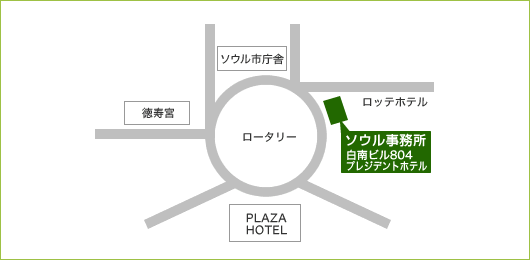 ソウル市庁舎
ロッテホテル
徳寿宮
ロータリー
ソウル事務所
白南ビル804
プレジデントホテル
PLAZA
HOTEL